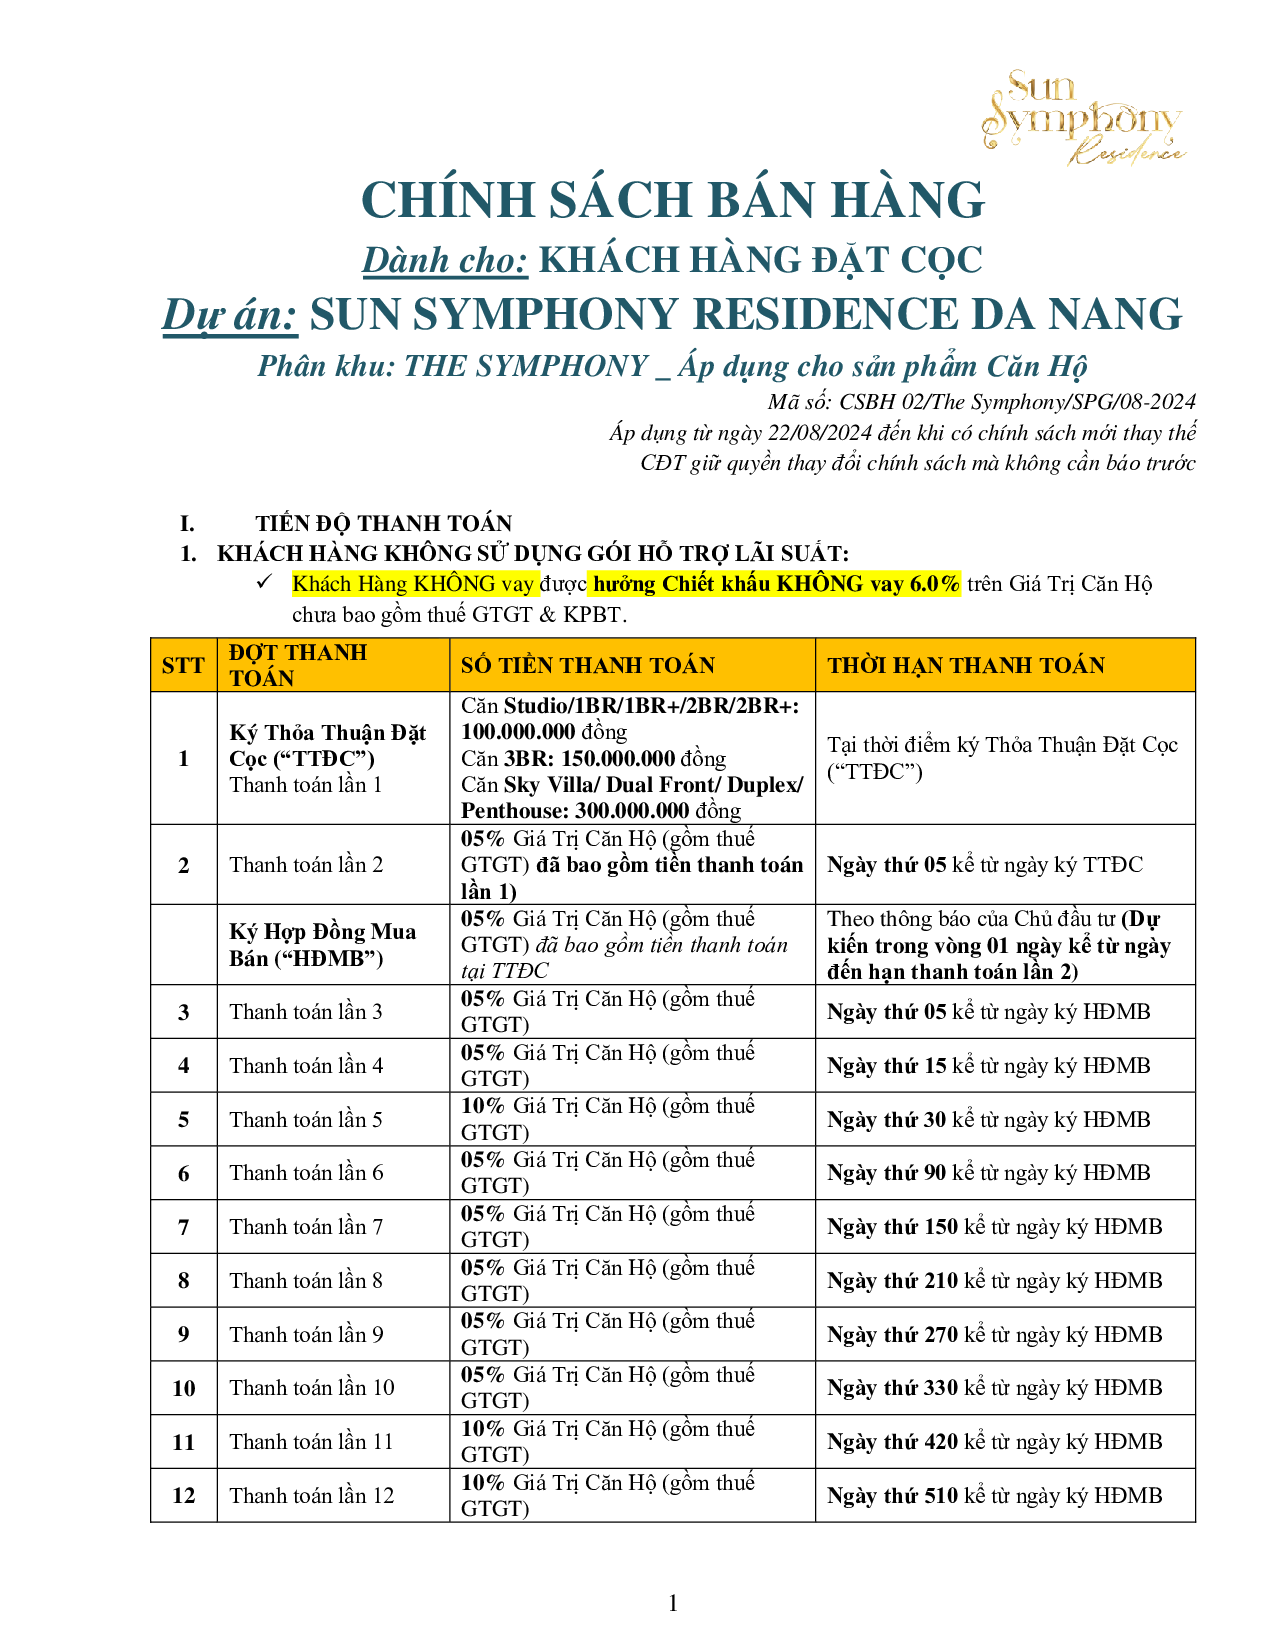 Sun
Symphony
Residence
CHÍNH SÁCH BÁN HÀNG
Dành cho: KHÁCH HÀNG ĐẶT CỌC
Dự án: SUN SYMPHONY RESIDENCE DA NANG
Phân khu: THE SYMPHONY _ Áp dụng cho sản phẩm Căn Hộ
Mã số: CSBH 02/The Symphony/SPG/08-2024
Áp dụng từ ngày 22/08/2024 đến khi có chính sách mới thay thế
CĐT giữ quyền thay đổi chính sách mà không cần báo trước
I. TIẾN ĐỘ THANH TOÁN
1. KHÁCH HÀNG KHÔNG SỬ DỤNG GÓI HỖ TRỢ LÃI SUẤT:
✓ Khách Hàng KHÔNG vay được hưởng Chiết khấu KHÔNG vay 6.0% trên Giá Trị Căn Hộ
chưa bao gồm thuế GTGT & KPBT.
STT
ĐỢT THANH
TOÁN
SỐ TIỀN THANH TOÁN
THỜI HẠN THANH TOÁN
1
Ký Thỏa Thuận Đặt
Cọc (“TTĐC”)
Thanh toán lần 1
Căn Studio/1BR/1BR+/2BR/2BR+:
100.000.000 đồng
Căn 3BR: 150.000.000 đồng
Căn Sky Villa/ Dual Front/ Duplex/
Penthouse: 300.000.000 đồng
Tại thời điểm ký Thỏa Thuận Đặt Cọc
(“TTĐC”)
2
Thanh toán lần 2
05% Giá Trị Căn Hộ (gồm thuế
GTGT) đã bao gồm tiền thanh toán
lần 1)
Ngày thứ 05 kể từ ngày ký TTĐC
Ký Hợp Đồng Mua
Bán (“HĐMB”)
05% Giá Trị Căn Hộ (gồm thuế
GTGT) đã bao gồm tiền thanh toán
tại TTĐC
Theo thông báo của Chủ đầu tư (Dự
kiến trong vòng 01 ngày kể từ ngày
đến hạn thanh toán lần 2)
3
Thanh toán lần 3
05% Giá Trị Căn Hộ (gồm thuế
GTGT)
Ngày thứ 05 kể từ ngày ký HĐMB
4
Thanh toán lần 4
05% Giá Trị Căn Hộ (gồm thuế
GTGT)
Ngày thứ 15 kể từ ngày ký HĐMB
5
Thanh toán lần 5
10% Giá Trị Căn Hộ (gồm thuế
GTGT)
Ngày thứ 30 kể từ ngày ký HĐMB
6
Thanh toán lần 6
05% Giá Trị Căn Hộ (gồm thuế
GTGT)
Ngày thứ 90 kể từ ngày ký HĐMB
7
Thanh toán lần 7
05% Giá Trị Căn Hộ (gồm thuế
GTGT)
Ngày thứ 150 kể từ ngày ký HĐMB
8
Thanh toán lần 8
05% Giá Trị Căn Hộ (gồm thuế
GTGT)
Ngày thứ 210 kể từ ngày ký HĐMB
9
Thanh toán lần 9
05% Giá Trị Căn Hộ (gồm thuế
GTGT)
Ngày thứ 270 kể từ ngày ký HĐMB
10
Thanh toán lần 10
05% Giá Trị Căn Hộ (gồm thuế
GTGT)
Ngày thứ 330 kể từ ngày ký HĐMB
11
Thanh toán lần 11
10% Giá Trị Căn Hộ (gồm thuế
GTGT)
Ngày thứ 420 kể từ ngày ký HĐMB
12
Thanh toán lần 12
10% Giá Trị Căn Hộ (gồm thuế
GTGT)
Ngày thứ 510 kể từ ngày ký HĐMB
1